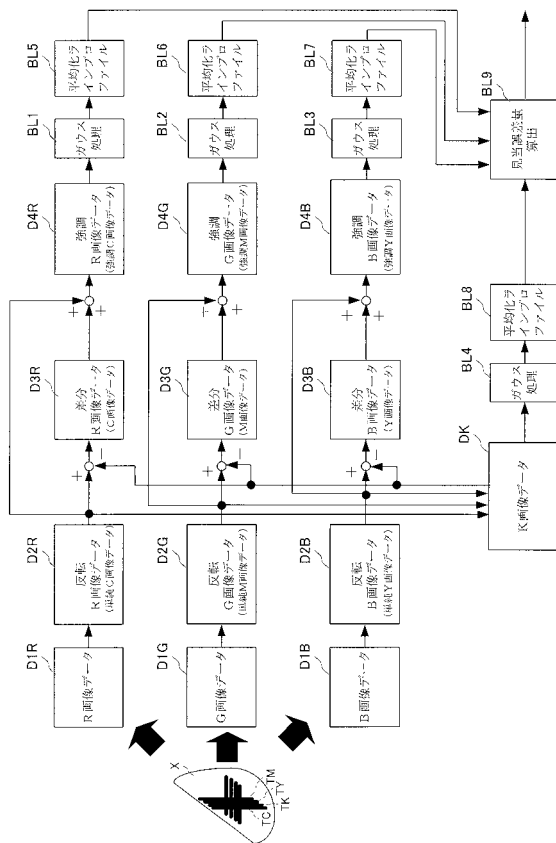 X
TC
TK
TY
TM
D1R
R画像データ
D2R
反転
R画像データ
(単純C画像データ)
+
−
D3R
差分
R画像データ
(C画像データ)
+
+
D4R
強調
R画像データ
(強調C画像データ)
BL1
ガウス
処理
BL5
平均化ラ
インプロ
ファイル
D1G
G画像データ
D2G
反転
G画像データ
(単純M画像データ)
+
−
D3G
差分
G画像データ
(M画像データ)
+
D4G
強調
G画像データ
(強調M画像データ)
BL2
ガウス
処理
BL6
平均化ラ
インプロ
ファイル
D1B
B画像データ
D2B
反転
B画像データ
(単純Y画像データ)
+
−
D3B
差分
B画像データ
(Y画像データ)
+
+
D4B
強調
B画像データ
(強調Y画像データ)
BL3
ガウス
処理
BL7
平均化ラ
インプロ
ファイル
DK
K画像データ
BL4
ガウス
処理
BL8
平均化ラ
インプロ
ファイル
BL9
見当誤差量
算出